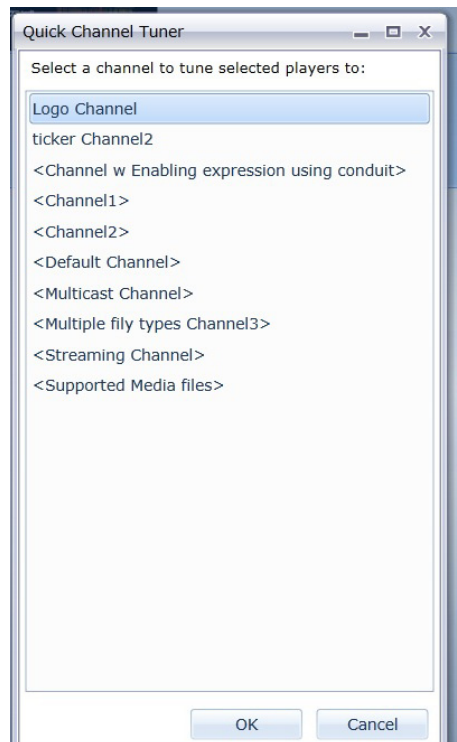 Quick Channel Tuner
Select a channel to tune selected players to:
Logo Channel
ticker Channel2
<Channel w Enabling expression using conduit>
<Channel1>
<Channel2>
<Default Channel>
<Multicast Channel>
<Multiple fily types Channel3>
<Streaming Channel>
<Supported Media files>
OK Cancel